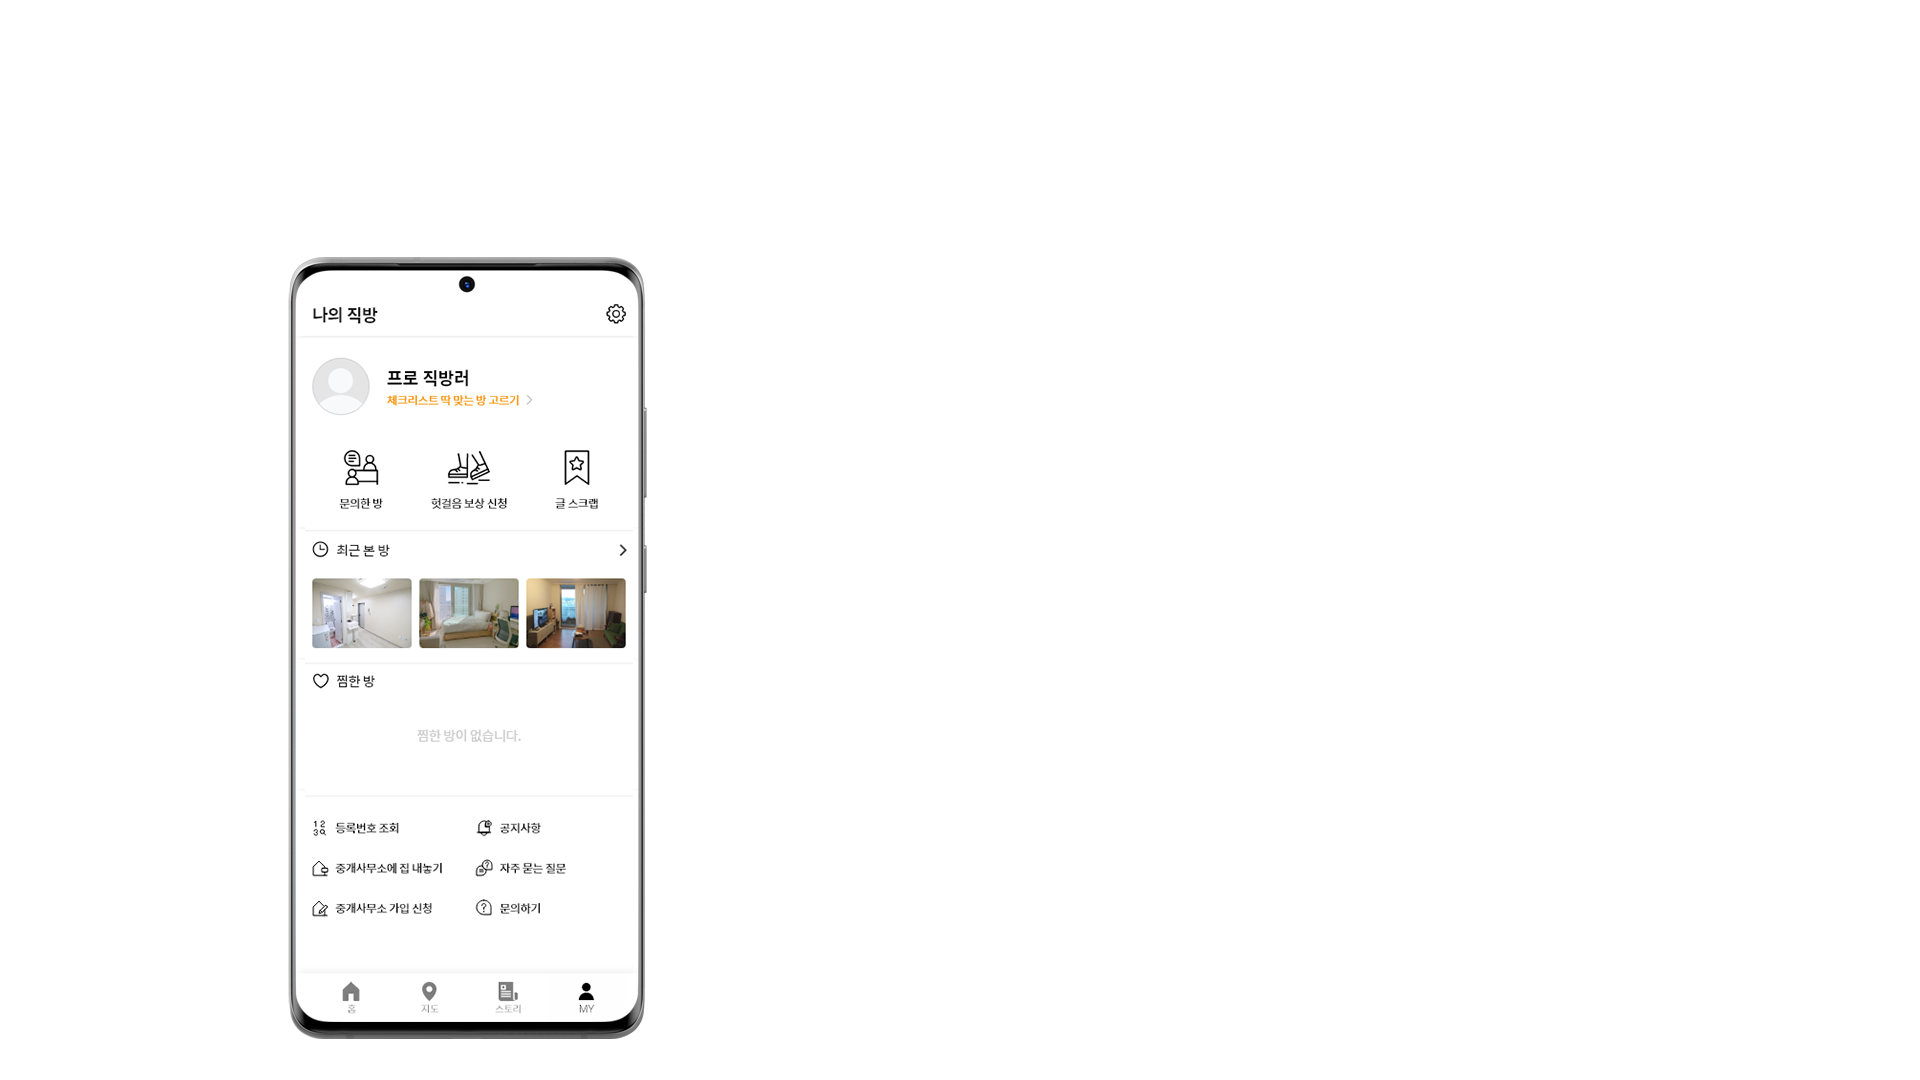 나의 직방
프로 직방러
체크리스트 딱 맞는 방 고르기
문의한 방
헛걸음 보상 신청
글 스크랩
최근 본 방
찜한 방
찜한 방이 없습니다.
등록번호 조회
공지사항
중개사무소에 집 내놓기
자주 묻는 질문
중개사무소 가입 신청
문의하기
홈
지도
스토리
MY